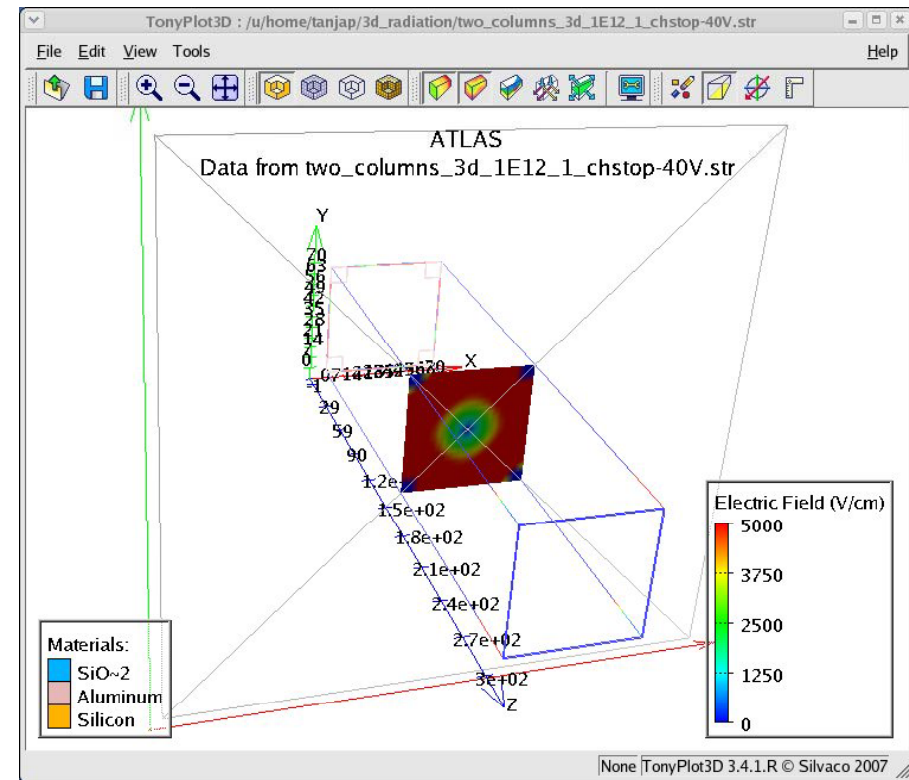 TonyPlot3D : /u/home/tanjap/3d_radiation/two_columns_3d_1E12_1_chstop-40V.str
File Edit View Tools Help
ATLAS
Data from two_columns_3d_1E12_1_chstop-40V.str
Y
70
63
56
49
42
35
28
21
14
7
0
X
-1
29
59
90
1.2e+
1.5e+02
1.8e+02
2.1e+02
2.4e+02
2.7e+02
3e+02
Z
Materials:
SiO~2
Aluminum
Silicon
Electric Field (V/cm)
5000
3750
2500
1250
0
None TonyPlot3D 3.4.1.R © Silvaco 2007